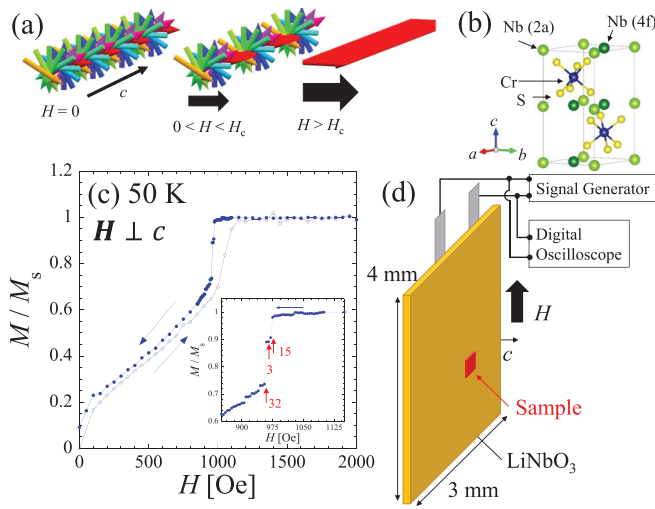 (a)
H = 0
c
0 < H < Hc
H > Hc
(b)
Nb (2a)
Nb (4f)
Cr
S
c
a
b
(c) 50 K
H ⊥ c
M / Ms
1.2
1
0.8
0.6
0.4
0.2
0
0
500
1000
1500
2000
H [Oe]
M / Ms
1
0.9
0.8
0.7
0.6
900
975
1050
1125
H [Oe]
15
3
32
(d)
Signal Generator
Digital
Oscilloscope
4 mm
H
c
Sample
LiNbO3
3 mm